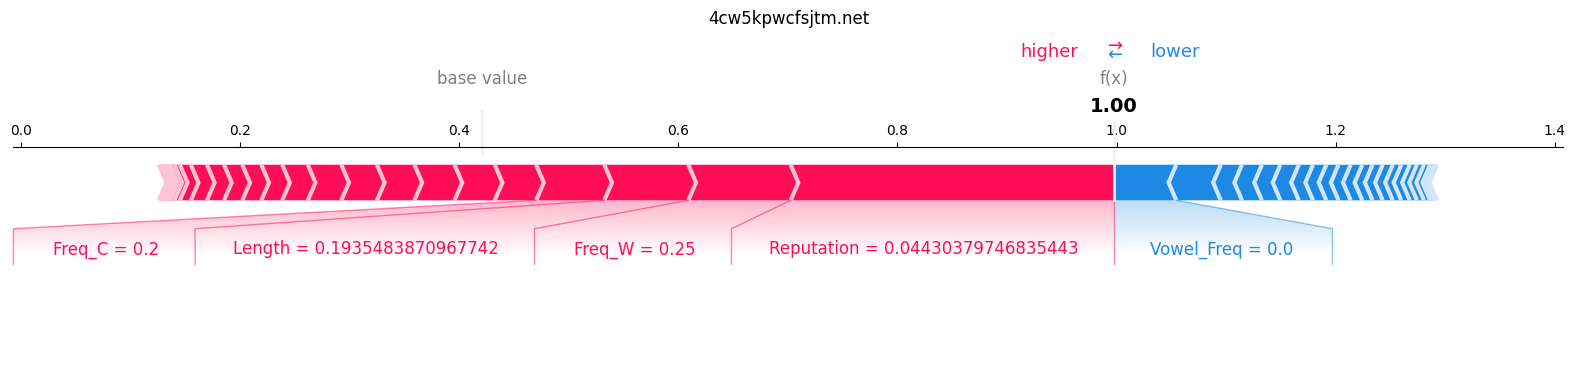 4cw5kpwcfsjtm.net
higher ⇄ lower
base value f(x)
1.00
0.0 0.2 0.4 0.6 0.8 1.0 1.2 1.4
Freq_C = 0.2 Length = 0.1935483870967742 Freq_W = 0.25 Reputation = 0.04430379746835443 Vowel_Freq = 0.0